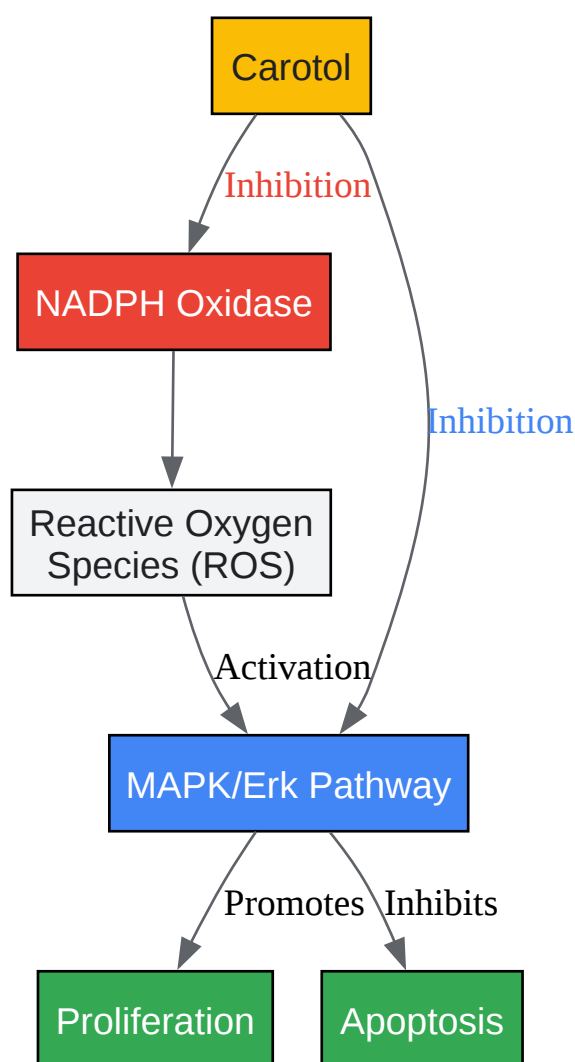 Carotol
Inhibition
NADPH Oxidase
Inhibition
Reactive Oxygen
Species (ROS)
Activation
MAPK/Erk Pathway
Promotes
Inhibits
Proliferation
Apoptosis